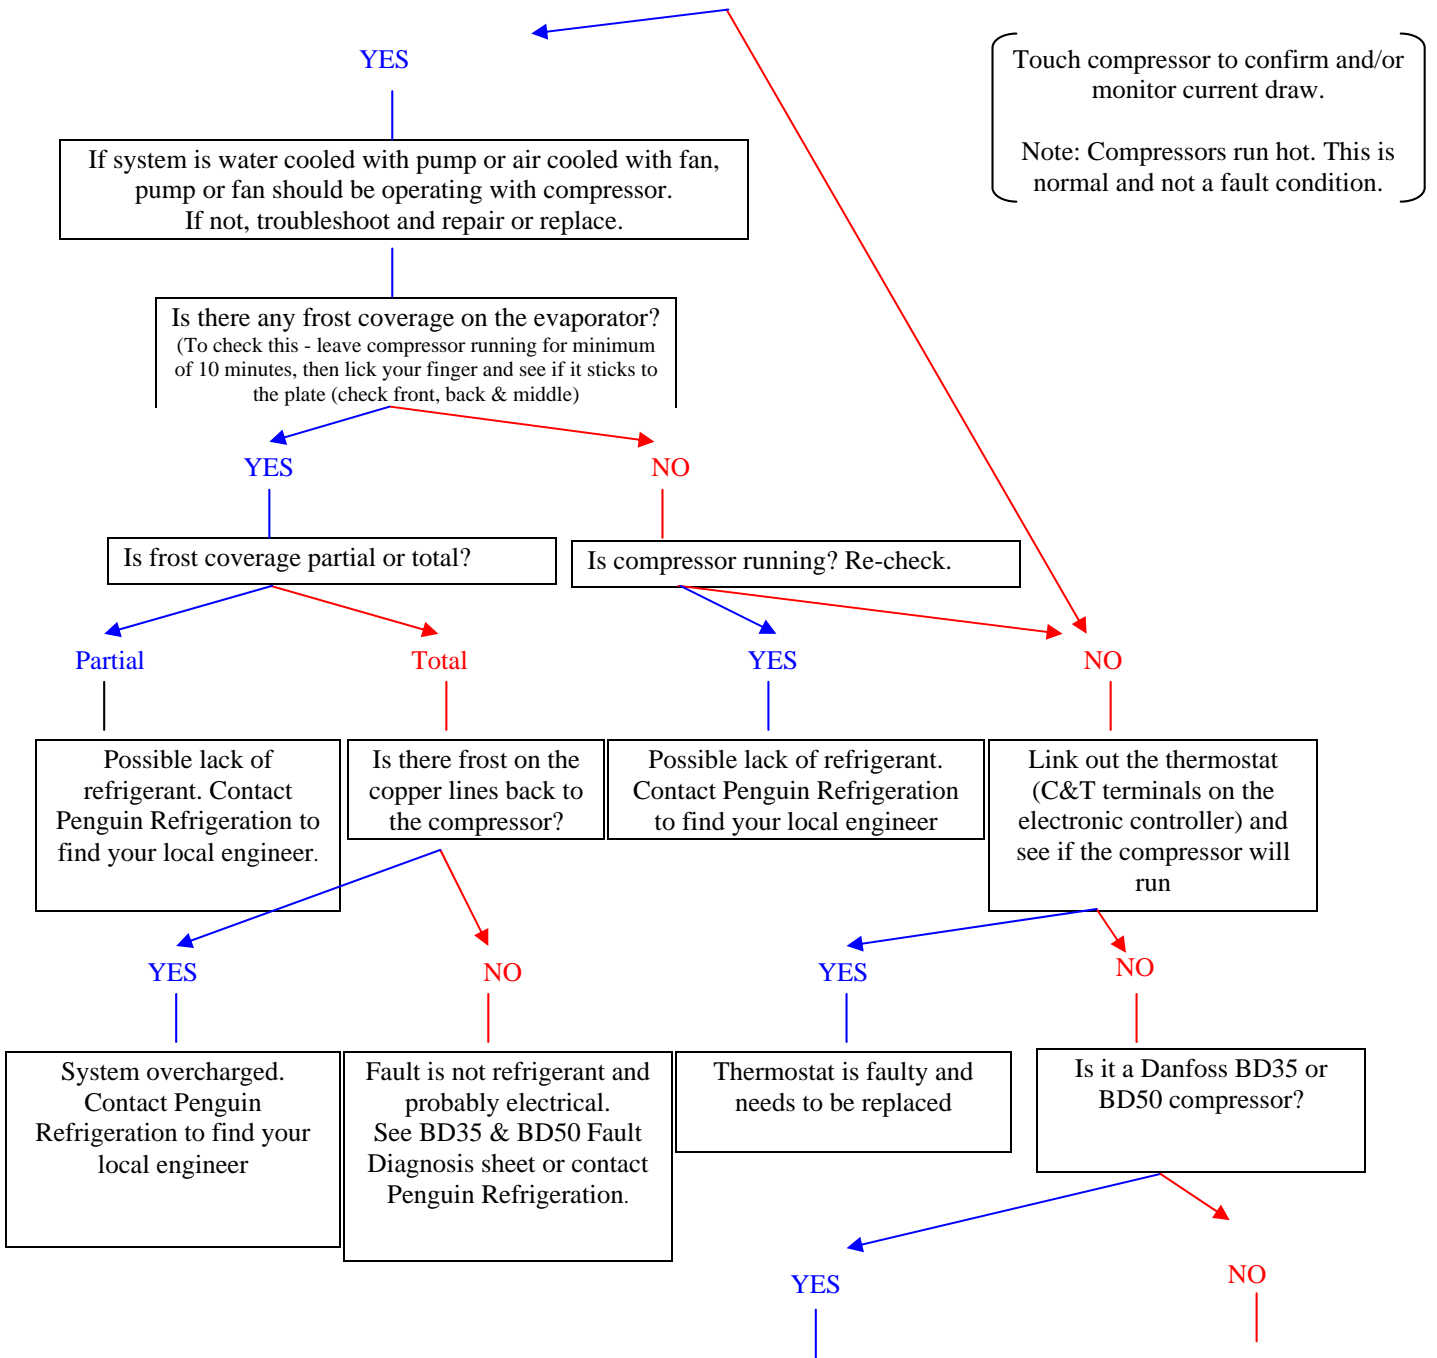 YES
Touch compressor to confirm and/or
monitor current draw.
Note: Compressors run hot. This is
normal and not a fault condition.
If system is water cooled with pump or air cooled with fan,
pump or fan should be operating with compressor.
If not, troubleshoot and repair or replace.
Is there any frost coverage on the evaporator?
(To check this - leave compressor running for minimum
of 10 minutes, then lick your finger and see if it sticks to
the plate (check front, back & middle)
YES
NO
Is frost coverage partial or total?
Is compressor running? Re-check.
Partial
Total
YES
NO
Possible lack of
refrigerant. Contact
Penguin Refrigeration to
find your local engineer.
Is there frost on the
copper lines back to
the compressor?
Possible lack of refrigerant.
Contact Penguin Refrigeration
to find your local engineer
Link out the thermostat
(C&T terminals on the
electronic controller) and
see if the compressor will
run
YES
NO
YES
NO
System overcharged.
Contact Penguin
Refrigeration to find your
local engineer
Fault is not refrigerant and
probably electrical.
See BD35 & BD50 Fault
Diagnosis sheet or contact
Penguin Refrigeration.
Thermostat is faulty and
needs to be replaced
Is it a Danfoss BD35 or
BD50 compressor?
YES
NO